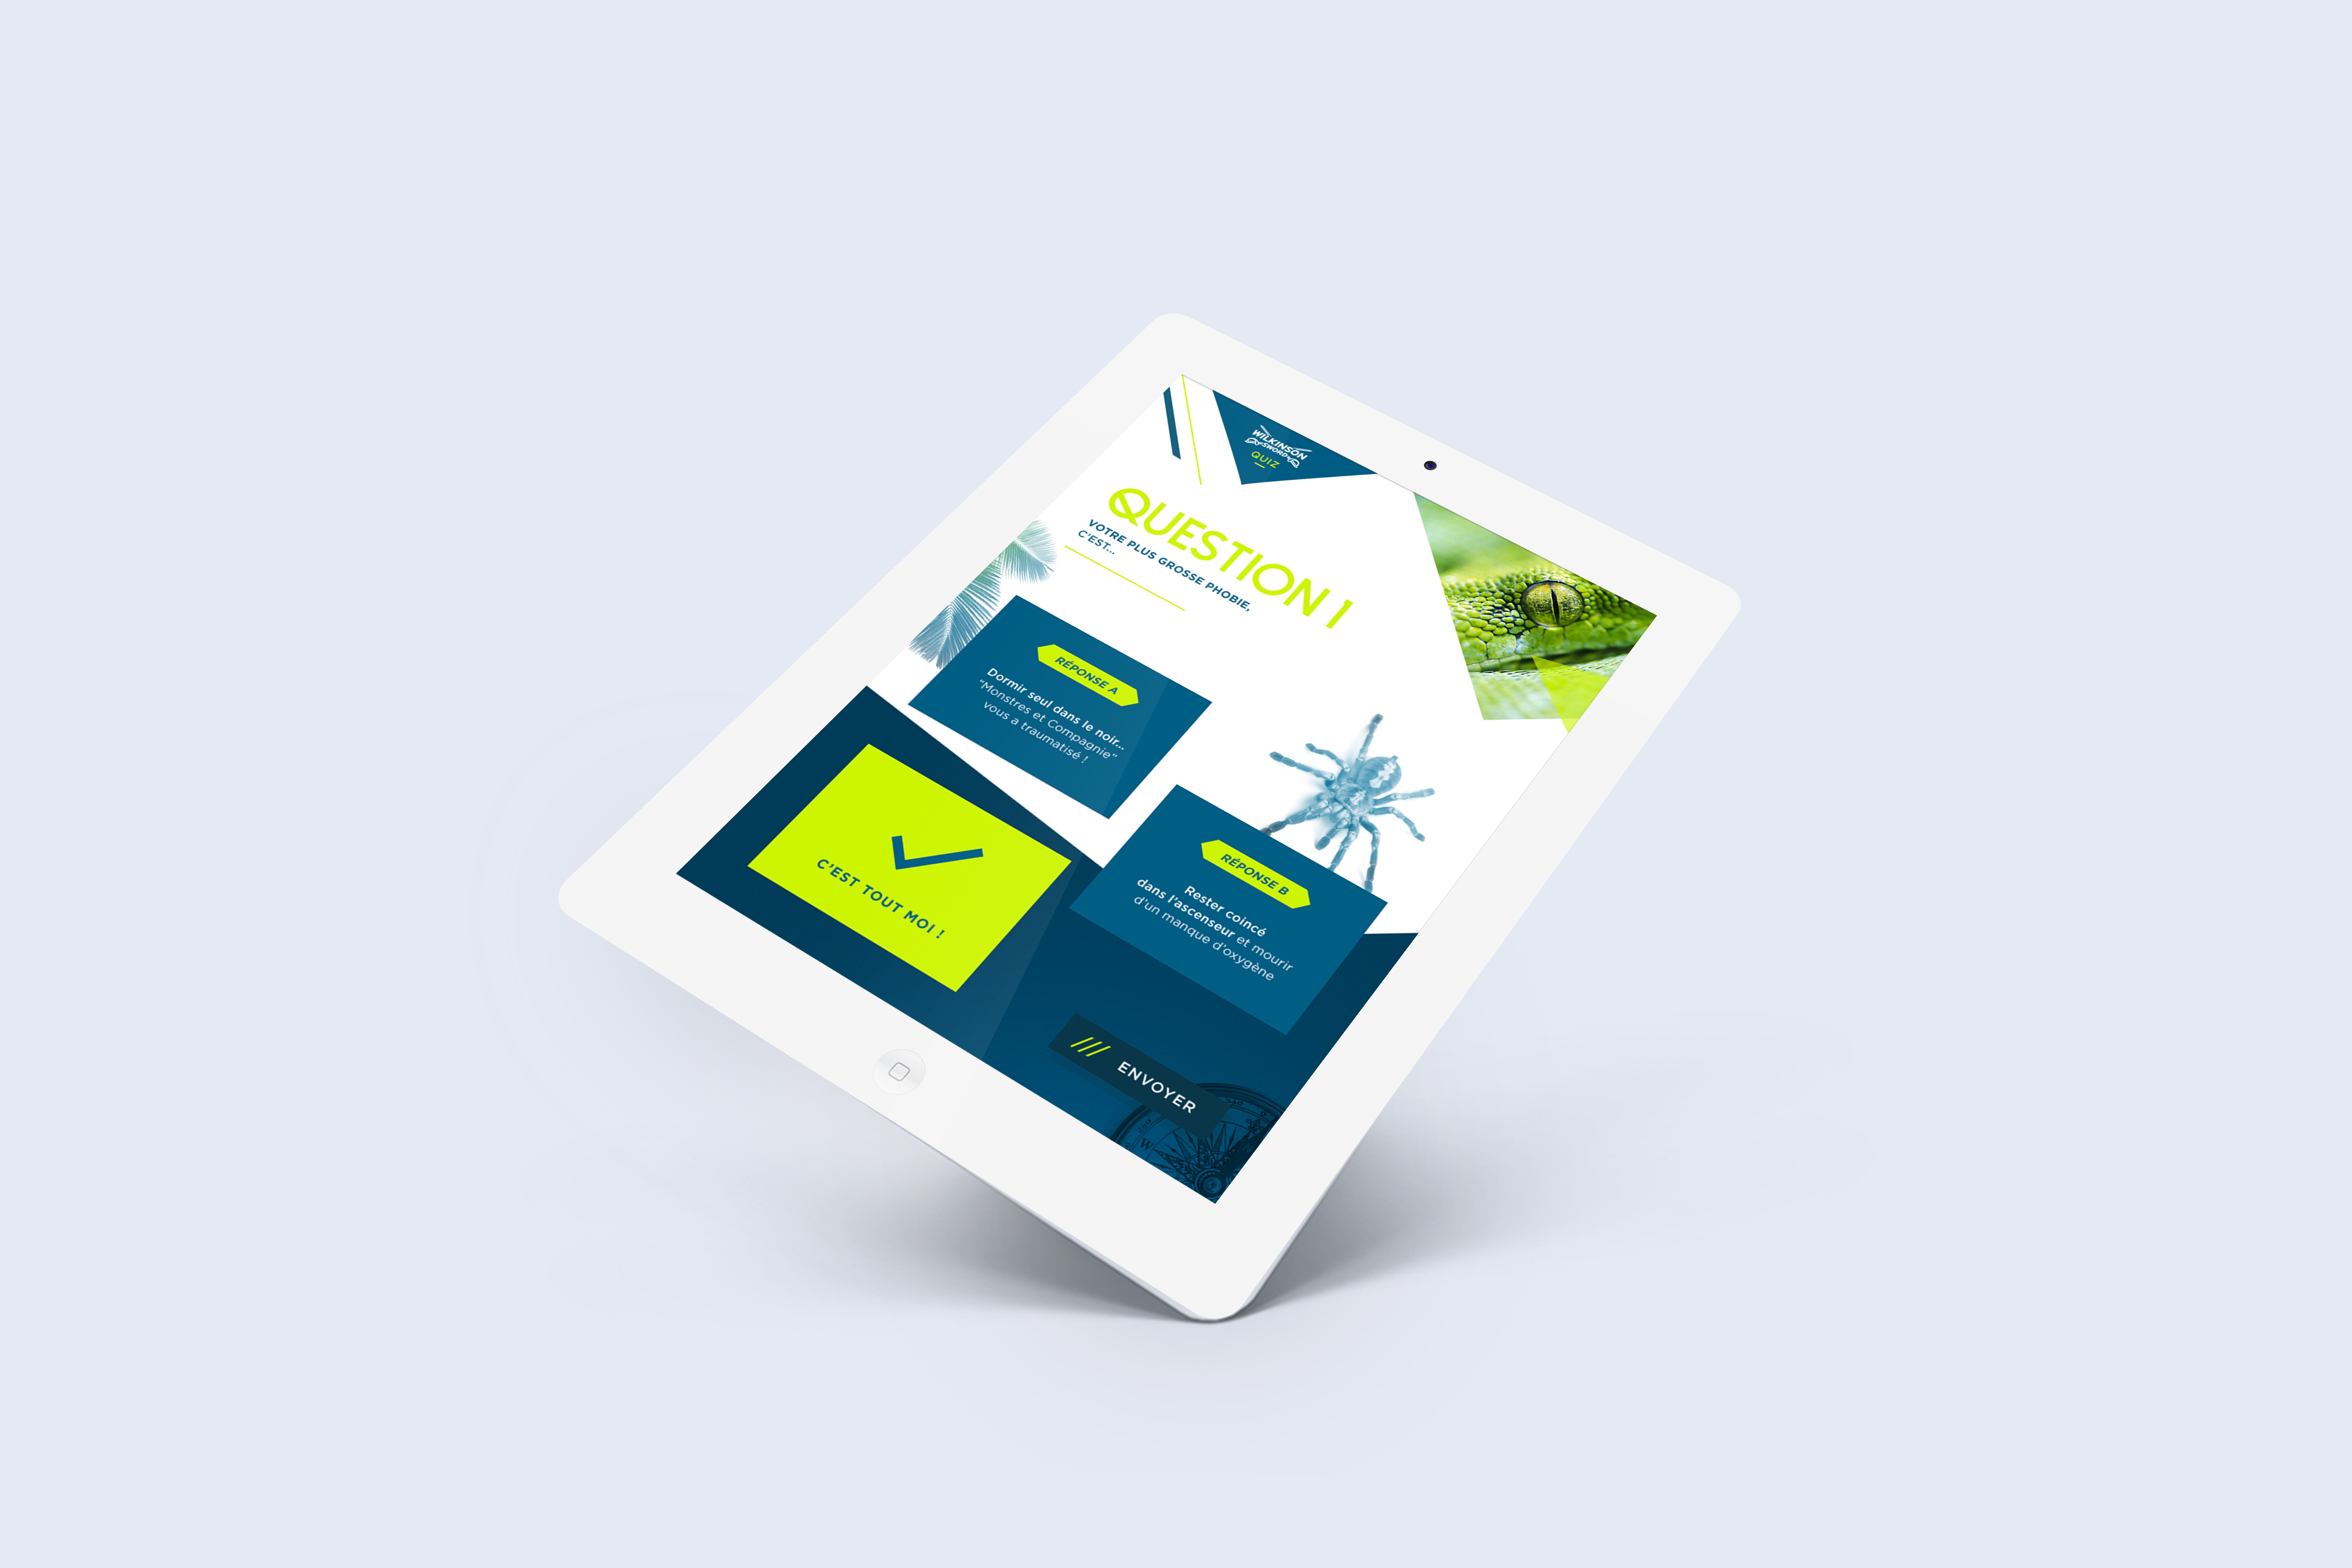 WILKINSON
SWORD
QUIZ
QUESTION 1
VOTRE PLUS GROSSE PHOBIE,
C'EST...
RÉPONSE A
Dormir seul dans le noir...
"Monstres et Compagnie"
vous a traumatisé !
C'EST TOUT MOI !
RÉPONSE B
Rester coincé
dans l'ascenseur et mourir
d'un manque d'oxygène
ENVOYER
W